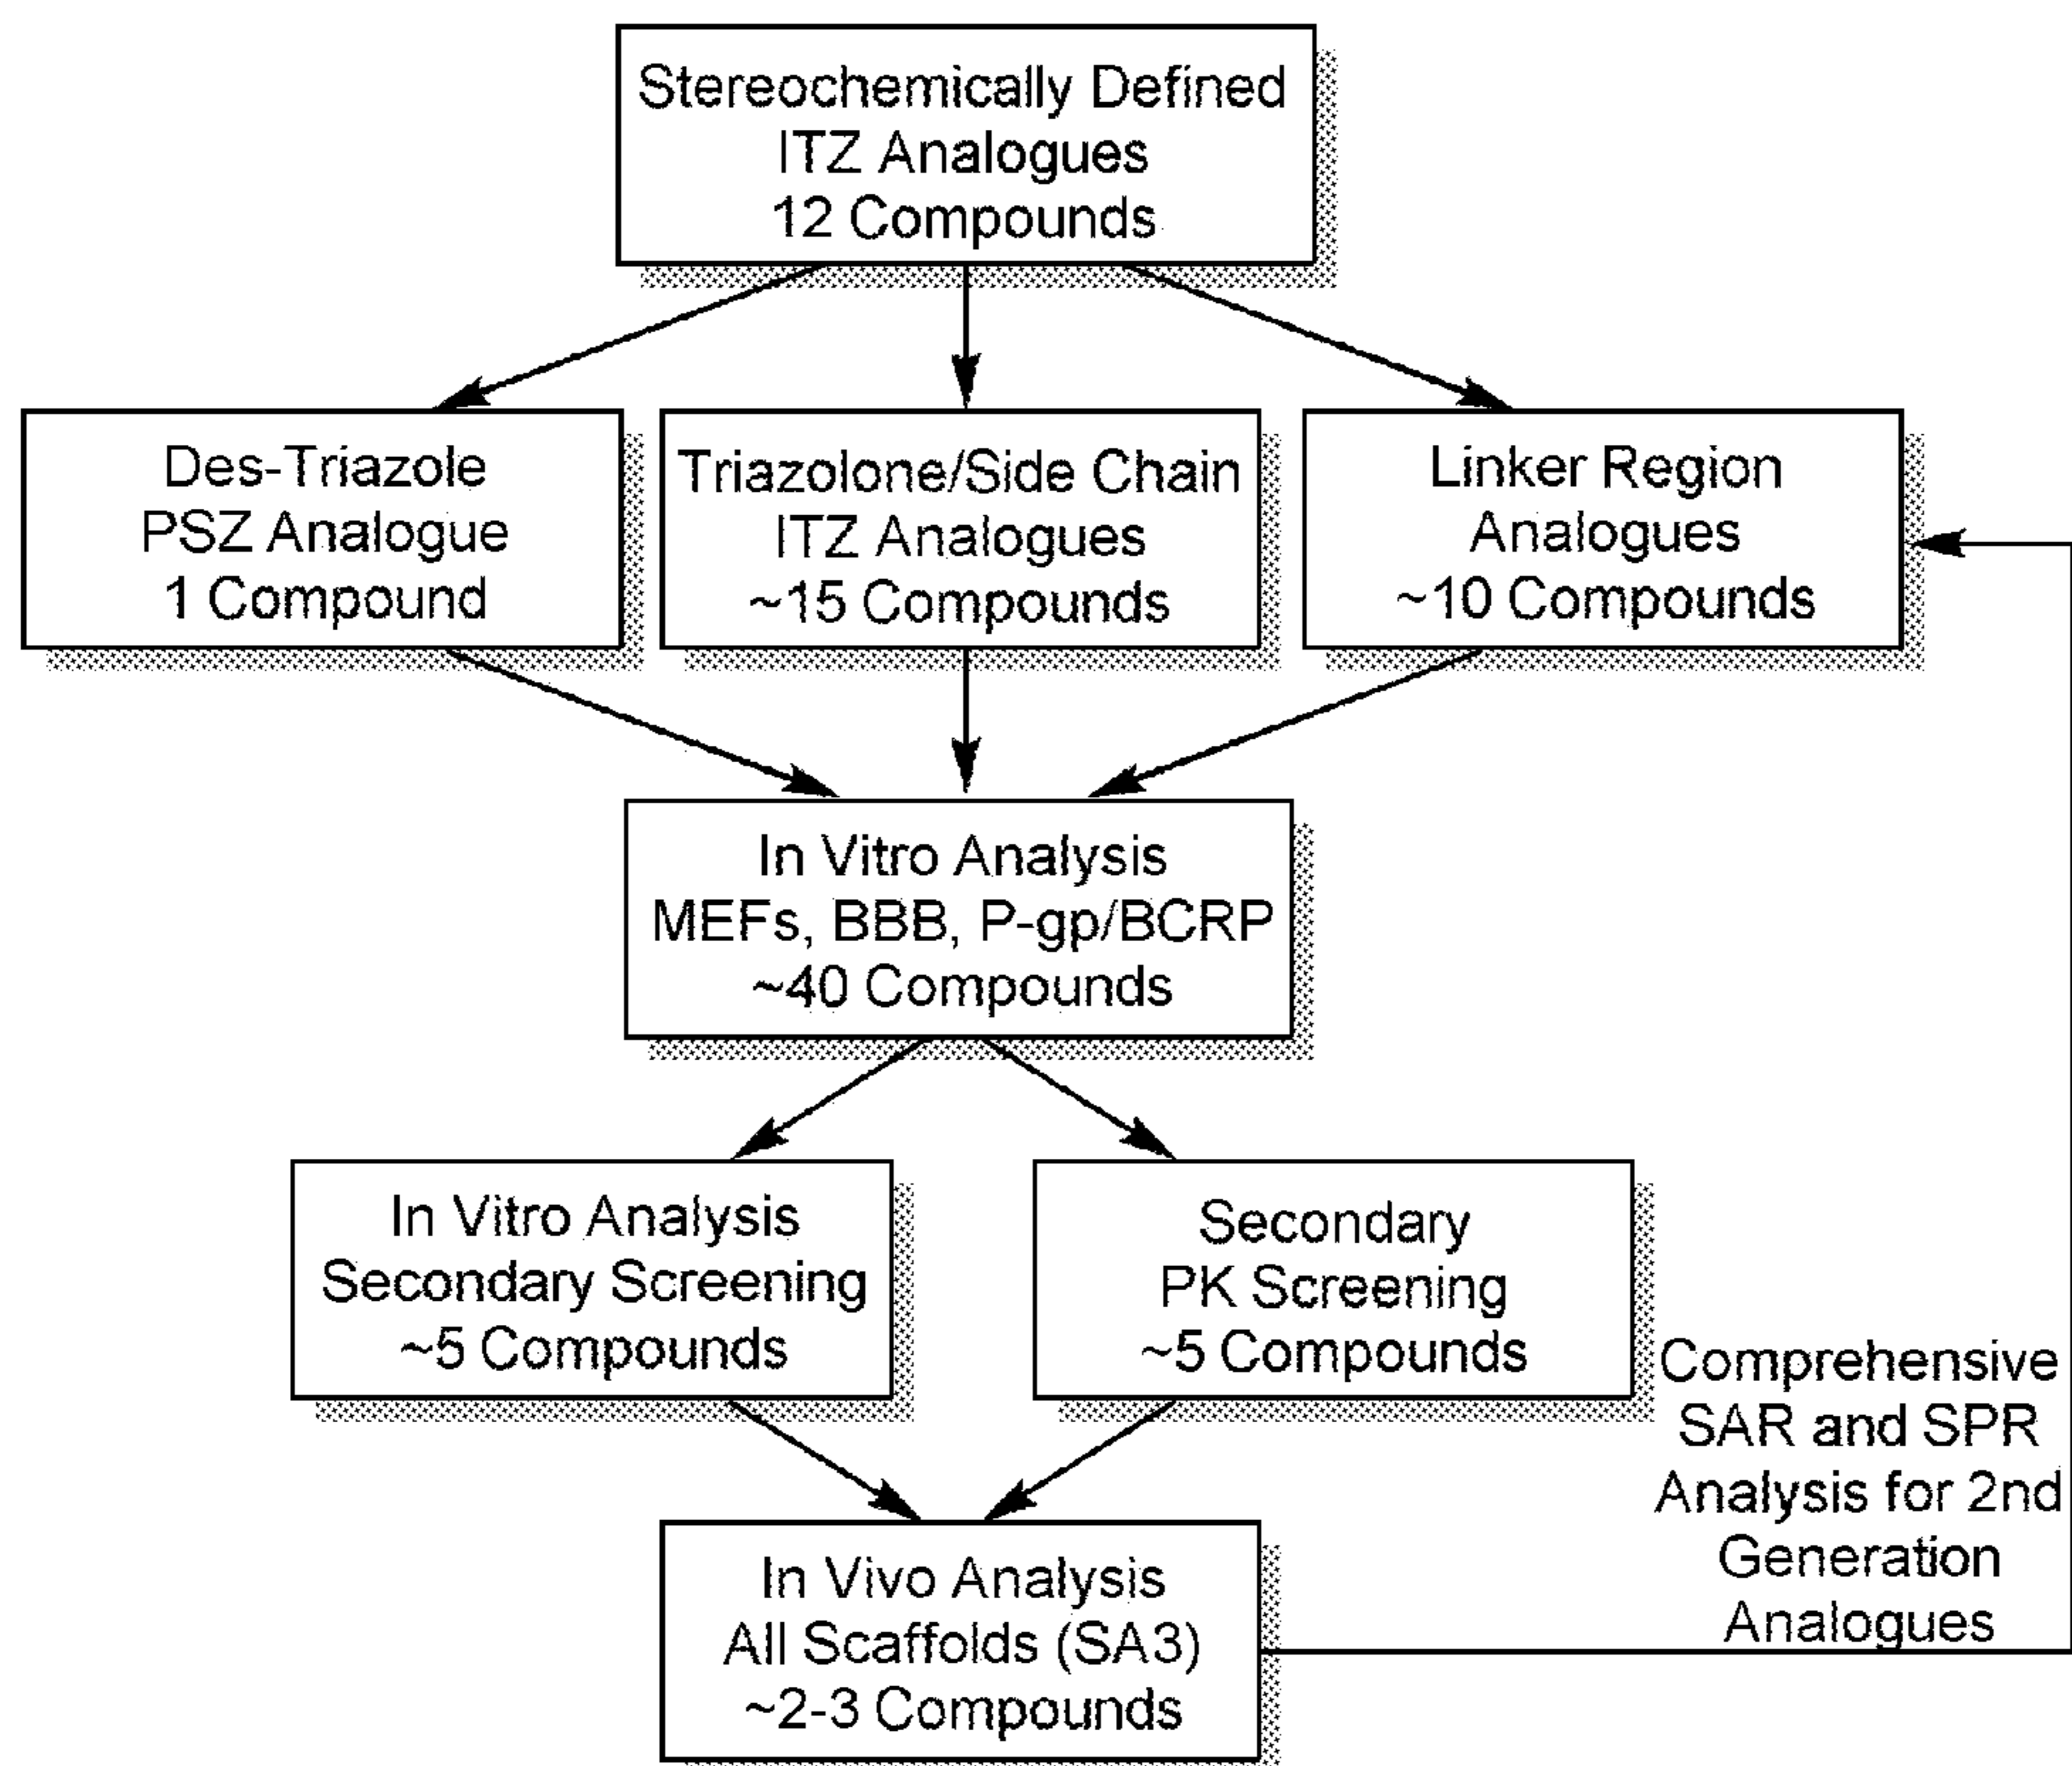 Stereochemically Defined
ITZ Analogues
12 Compounds
Des-Triazole
PSZ Analogue
1 Compound
Triazolone/Side Chain
ITZ Analogues
~15 Compounds
Linker Region
Analogues
~10 Compounds
In Vitro Analysis
MEFs, BBB, P-gp/BCRP
~40 Compounds
In Vitro Analysis
Secondary Screening
~5 Compounds
Secondary
PK Screening
~5 Compounds
Comprehensive
SAR and SPR
Analysis for 2nd
Generation
Analogues
In Vivo Analysis
All Scaffolds (SA3)
~2-3 Compounds